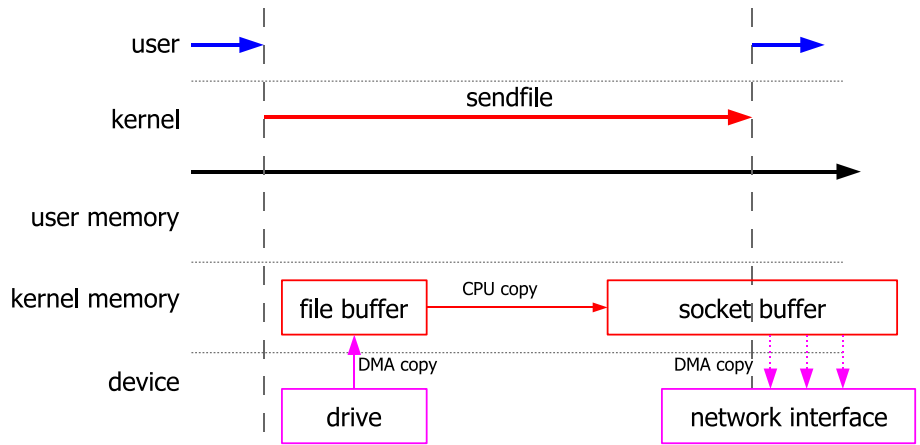 user
sendfile
kernel
user memory
kernel memory
file buffer
CPU copy
socket buffer
DMA copy
DMA copy
device
drive
network interface